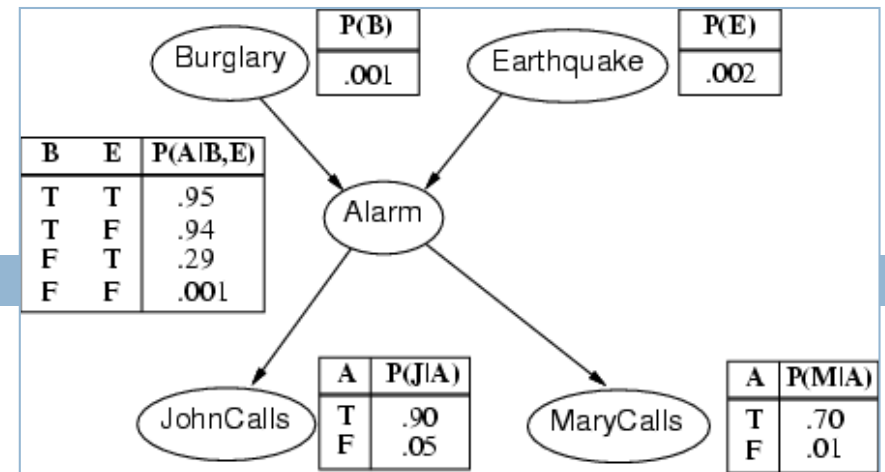 Burglary
P(B)
.001
Earthquake
P(E)
.002
B E P(A|B,E)
T T .95
T F .94
F T .29
F F .001
Alarm
JohnCalls
A P(J|A)
T .90
F .05
MaryCalls
A P(M|A)
T .70
F .01